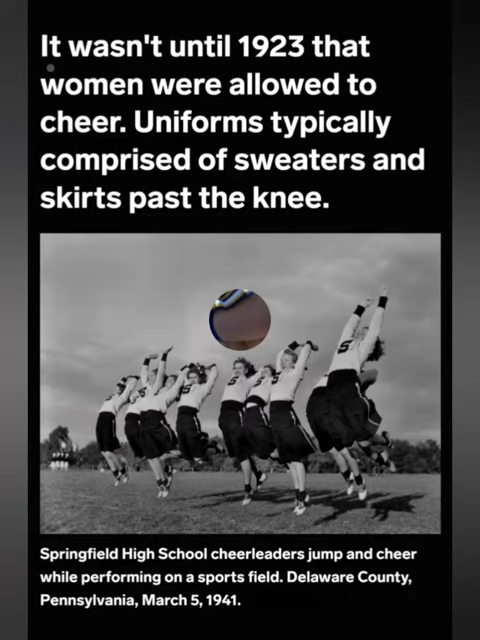 It wasn't until 1923 that
women were allowed to
cheer. Uniforms typically
comprised of sweaters and
skirts past the knee.
S
S
S
S
Springfield High School cheerleaders jump and cheer
while performing on a sports field. Delaware County,
Pennsylvania, March 5, 1941.